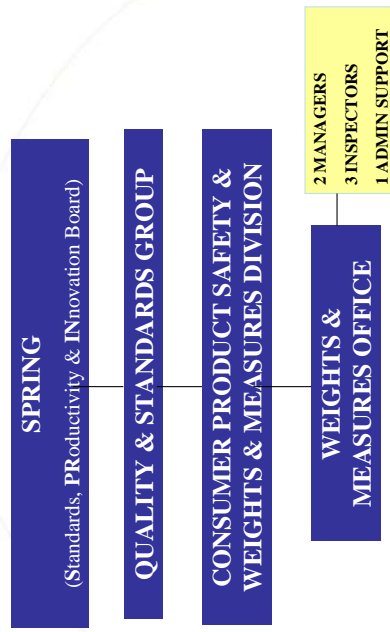 SPRING
(Standards, PRoductivity & INnovation Board)
QUALITY & STANDARDS GROUP
CONSUMER PRODUCT SAFETY &
WEIGHTS & MEASURES DIVISION
WEIGHTS &
MEASURES OFFICE
2 MANAGERS
3 INSPECTORS
1 ADMIN SUPPORT